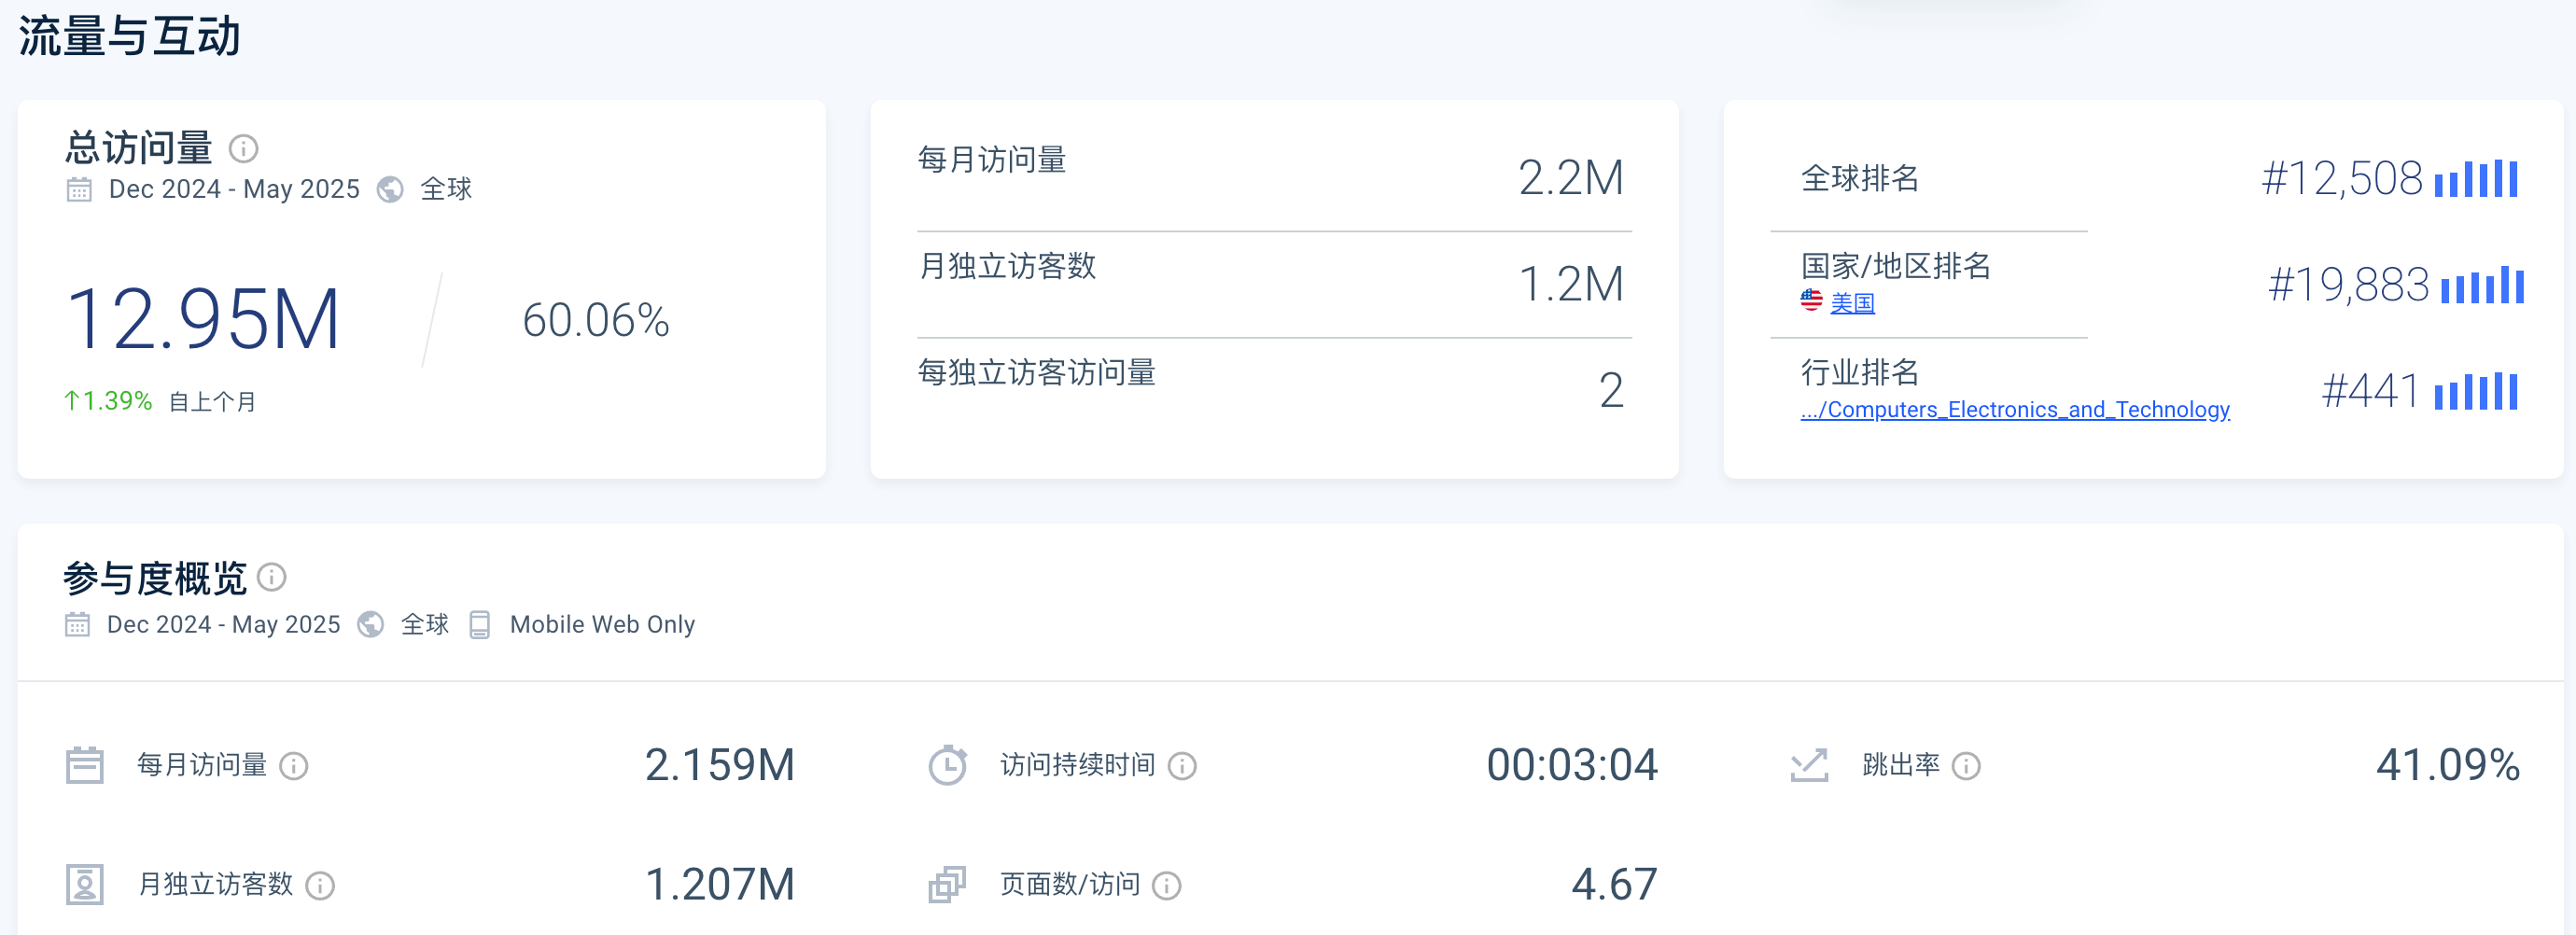 流量与互动
总访问量
Dec 2024 - May 2025 全球
12.95M 60.06%
↑1.39% 自上个月
每月访问量 2.2M
月独立访客数 1.2M
每独立访客访问量 2
全球排名 #12,508
国家/地区排名 #19,883
美国
行业排名 #441
.../Computers_Electronics_and_Technology
参与度概览
Dec 2024 - May 2025 全球 Mobile Web Only
每月访问量 2.159M 访问持续时间 00:03:04 跳出率 41.09%
月独立访客数 1.207M 页面数/访问 4.67